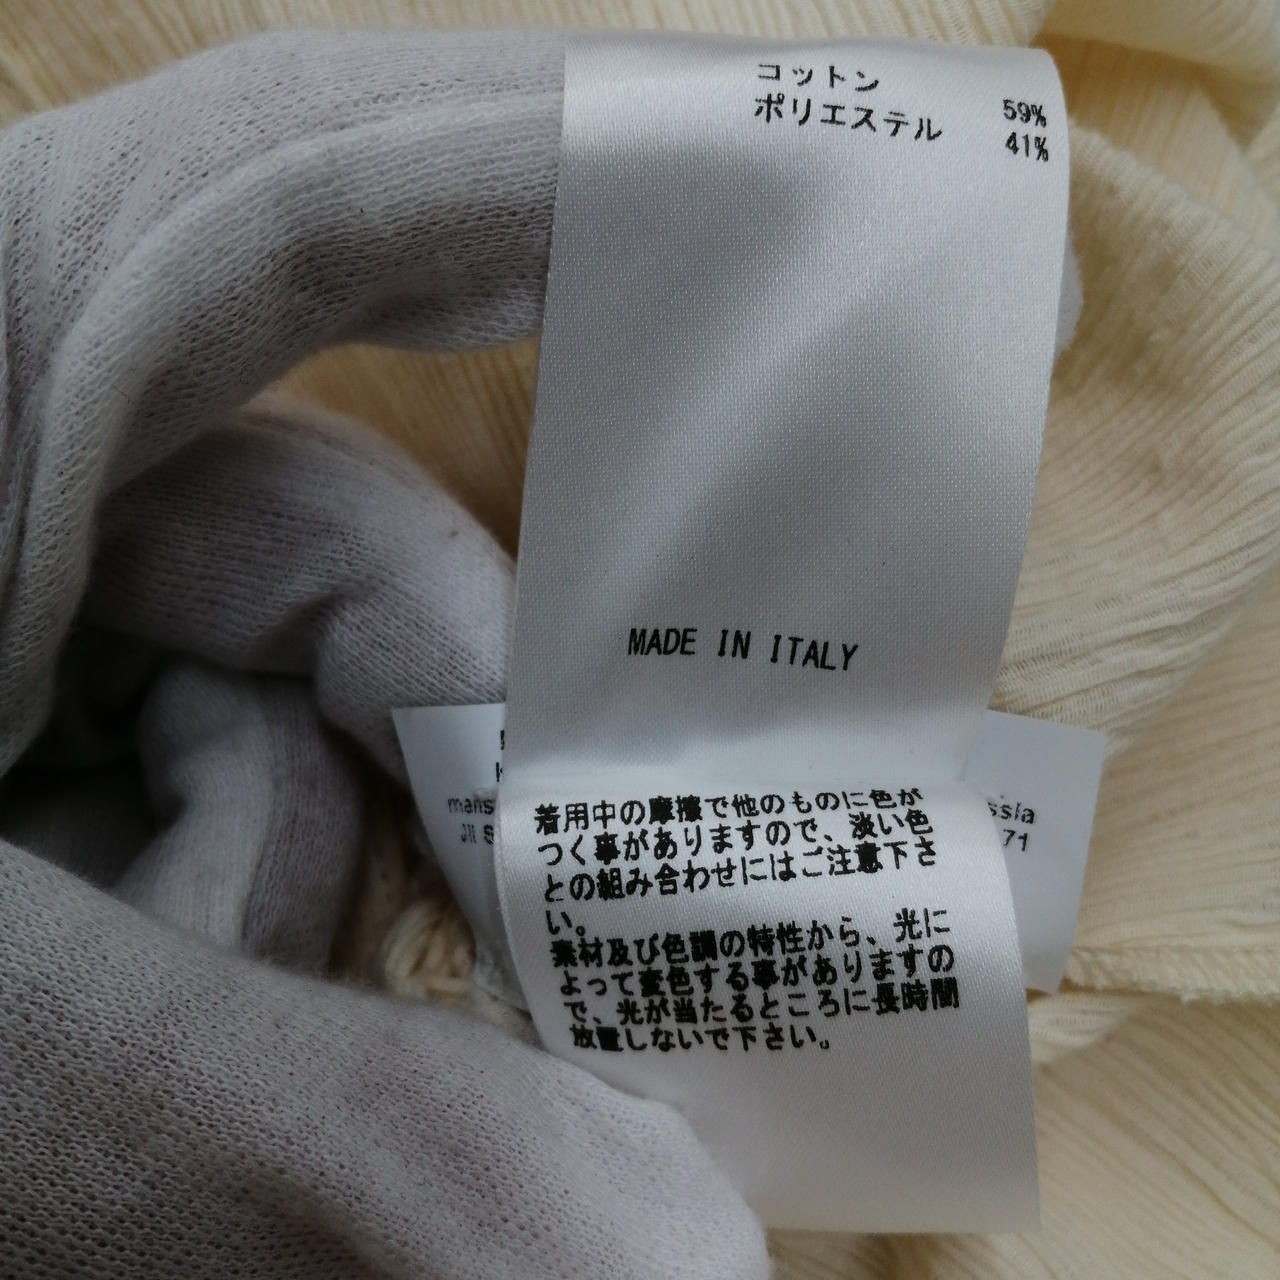 コットン 59%
ポリエステル 41%
MADE IN ITALY
着用中の摩擦で他のものに色が
つく事がありますので、淡い色
との組み合わせにはご注意下さ
い。
素材及び色調の特性から、光に
よって変色する事がありますの
で、光が当たるところに長時間
放置しないで下さい。
71